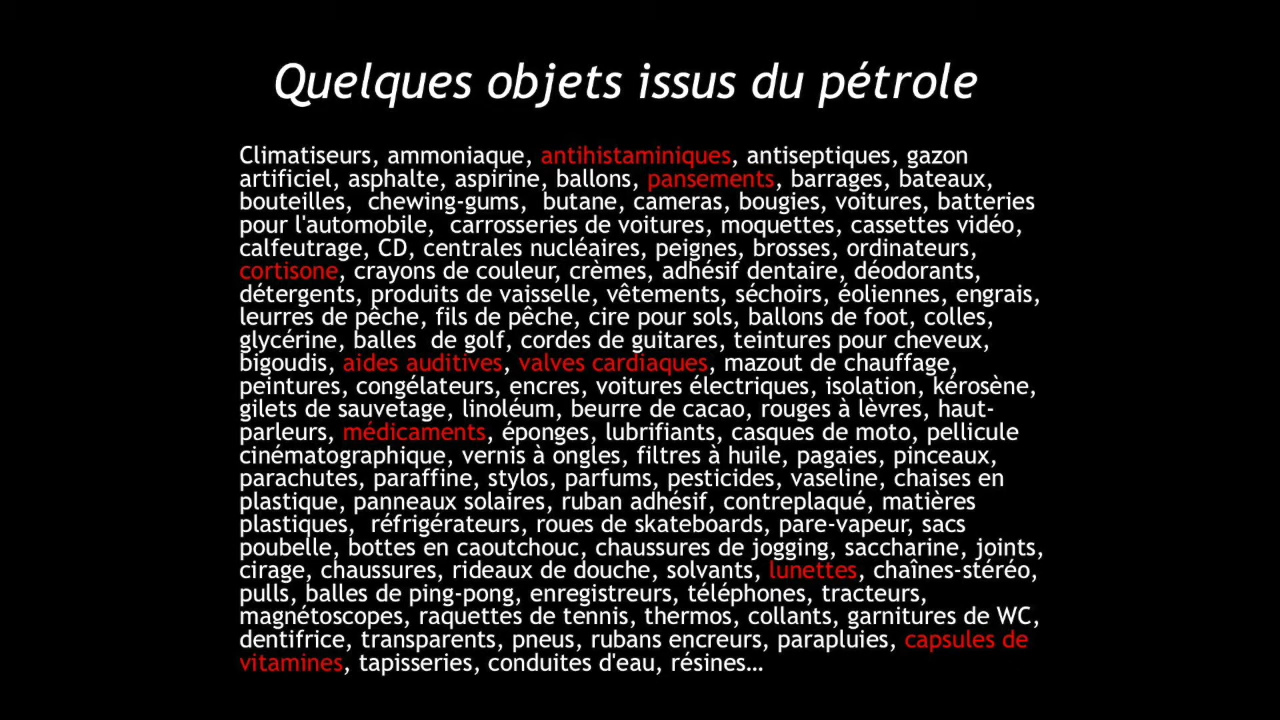 Quelques objets issus du pétrole
Climatiseurs, ammoniaque, antihistaminiques, antiseptiques, gazon
artificiel, asphalte, aspirine, ballons, pansements, barrages, bateaux,
bouteilles,  chewing-gums,  butane, cameras, bougies, voitures, batteries
pour l'automobile,  carrosseries de voitures, moquettes, cassettes vidéo,
calfeutrage, CD, centrales nucléaires, peignes, brosses, ordinateurs,
cortisone, crayons de couleur, crèmes, adhésif dentaire, déodorants,
détergents, produits de vaisselle, vêtements, séchoirs, éoliennes, engrais,
leurres de pêche, fils de pêche, cire pour sols, ballons de foot, colles,
glycérine, balles  de golf, cordes de guitares, teintures pour cheveux,
bigoudis, aides auditives, valves cardiaques, mazout de chauffage,
peintures, congélateurs, encres, voitures électriques, isolation, kérosène,
gilets de sauvetage, linoléum, beurre de cacao, rouges à lèvres, haut-
parleurs, médicaments, éponges, lubrifiants, casques de moto, pellicule
cinématographique, vernis à ongles, filtres à huile, pagaies, pinceaux,
parachutes, paraffine, stylos, parfums, pesticides, vaseline, chaises en
plastique, panneaux solaires, ruban adhésif, contreplaqué, matières
plastiques,  réfrigérateurs, roues de skateboards, pare-vapeur, sacs
poubelle, bottes en caoutchouc, chaussures de jogging, saccharine, joints,
cirage, chaussures, rideaux de douche, solvants, lunettes, chaînes-stéréo,
pulls, balles de ping-pong, enregistreurs, téléphones, tracteurs,
magnétoscopes, raquettes de tennis, thermos, collants, garnitures de WC,
dentifrice, transparents, pneus, rubans encreurs, parapluies, capsules de
vitamines, tapisseries, conduites d'eau, résines…